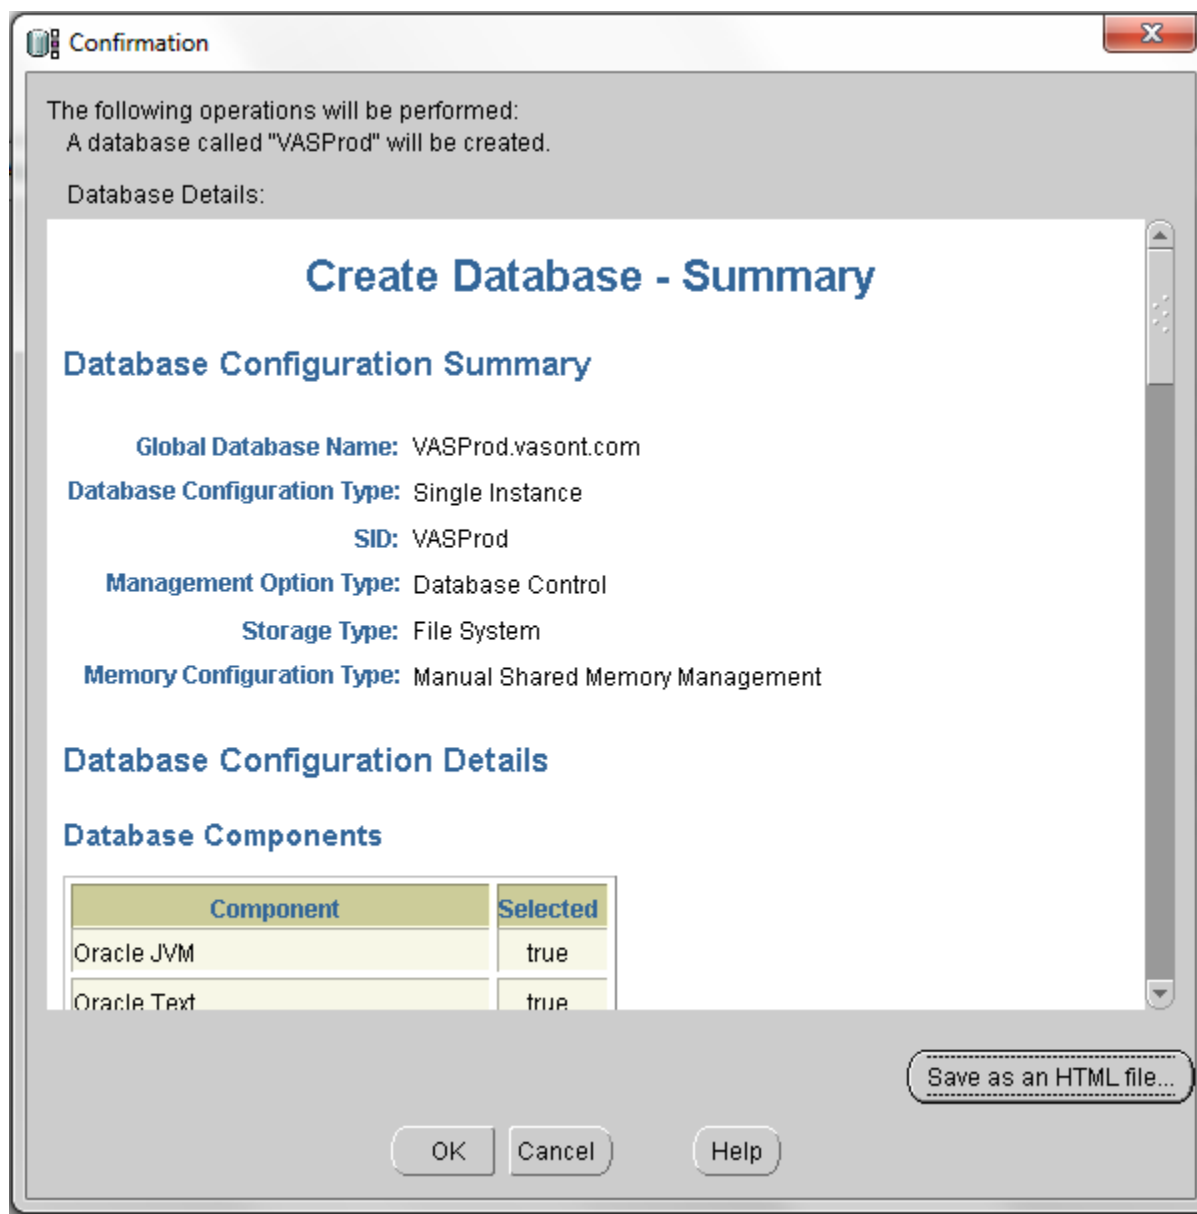 Confirmation
The following operations will be performed:
A database called "VASProd" will be created.
Database Details:
Create Database - Summary
Database Configuration Summary
Global Database Name: VASProd.vasont.com
Database Configuration Type: Single Instance
SID: VASProd
Management Option Type: Database Control
Storage Type: File System
Memory Configuration Type: Manual Shared Memory Management
Database Configuration Details
Database Components
Component Selected
Oracle JVM true
Oracle Text true
Save as an HTML file...
OK Cancel Help